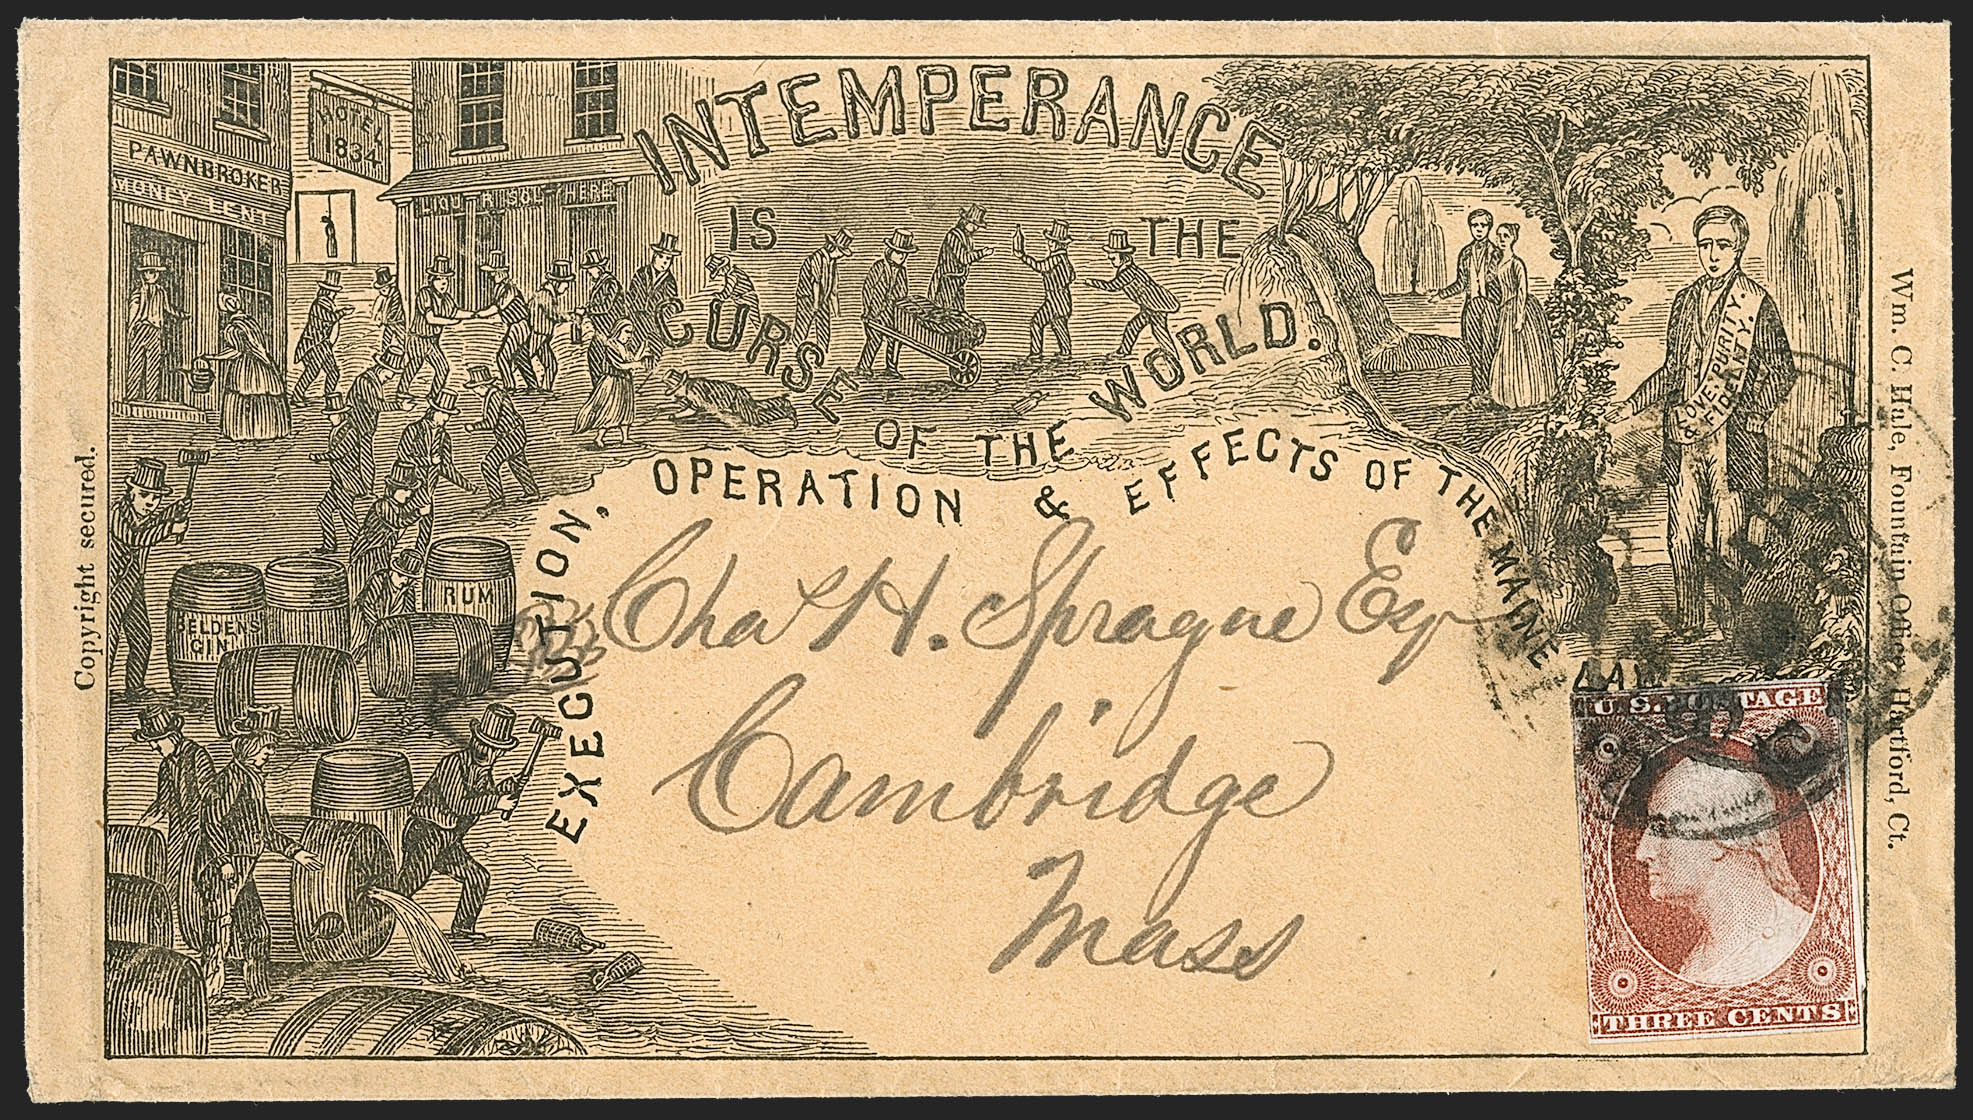 INTEMPERANCE
IS THE
CURSE OF THE WORLD.
EXECUTION, OPERATION & EFFECTS OF THE MAINE LAW
PAWNBROKER
MONEY LENT
HOTEL
1834
LIQUOR SOLD HERE
LOVE, PURITY.
& FIDELITY.
BELDENS
GIN
RUM
Copyright secured.
Wm. C. Hale, Fountain Office, Hartford, Ct.
Chas H. Sprague Esq
Cambridge
Mass
U.S. POSTAGE
THREE CENTS